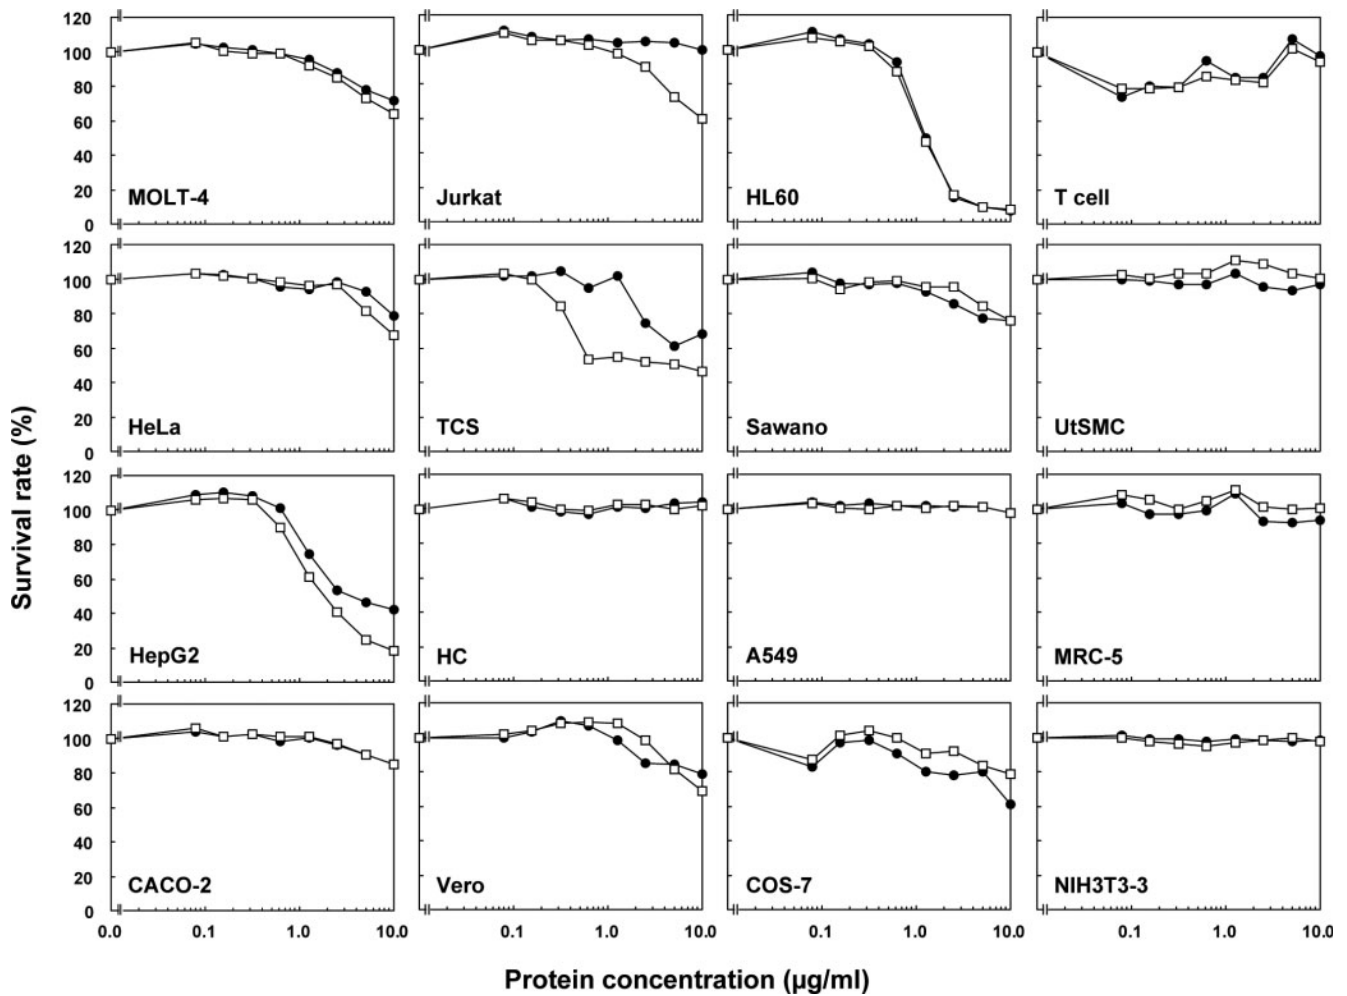 120
100
80
60
40
20
0
MOLT-4
Jurkat
HL60
T cell
120
100
80
60
40
20
0
HeLa
TCS
Sawano
UtSMC
120
100
80
60
40
20
0
HepG2
HC
A549
MRC-5
120
100
80
60
40
20
0
CACO-2
Vero
COS-7
NIH3T3-3
0.0 0.1 1.0 10.0 0.1 1.0 10.0 0.1 1.0 10.0 0.1 1.0 10.0
Survival rate (%)
Protein concentration (µg/ml)